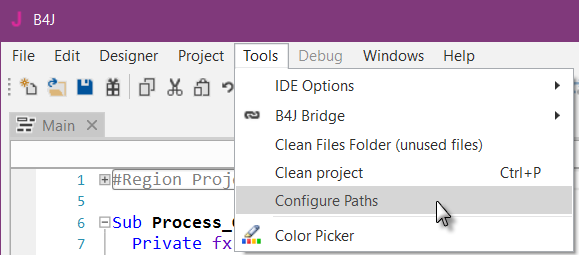 J B4J
File Edit Designer Project Tools Debug Windows Help
IDE Options
B4J Bridge
Main
Clean Files Folder (unused files)
Clean project Ctrl+P
1 #Region Proj
Configure Paths
5
6 Sub Process_
7 Private fx
Color Picker